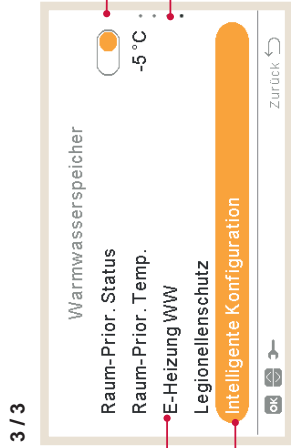 3 / 3
Warmwasserspeicher
Raum-Prior. Status
Raum-Prior. Temp. -5 °C
E-Heizung WW
Legionellenschutz
Intelligente Konfiguration
OK Zurück